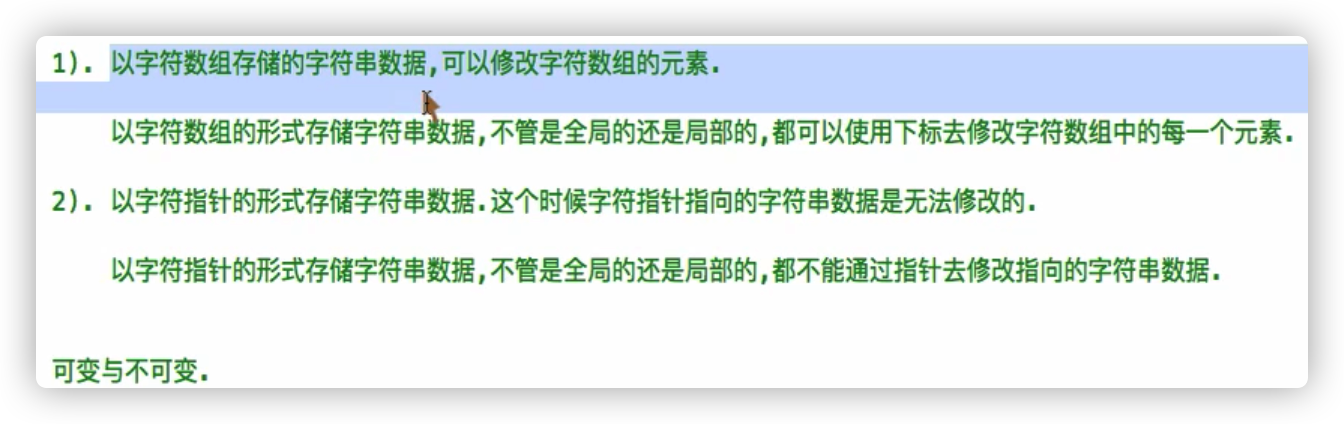 1). 以字符数组存储的字符串数据,可以修改字符数组的元素.
以字符数组的形式存储字符串数据,不管是全局的还是局部的,都可以使用下标去修改字符数组中的每一个元素.
2). 以字符指针的形式存储字符串数据.这个时候字符指针指向的字符串数据是无法修改的.
以字符指针的形式存储字符串数据,不管是全局的还是局部的,都不能通过指针去修改指向的字符串数据.
可变与不可变.